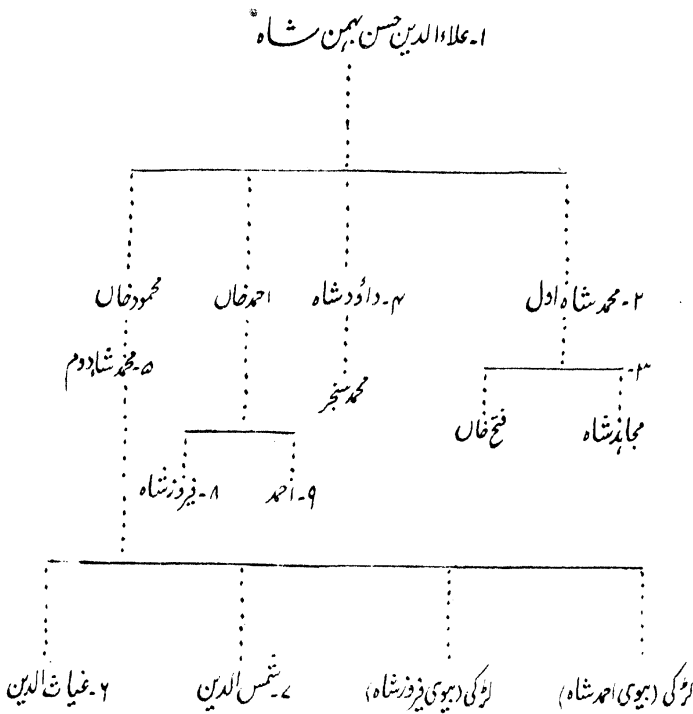 ۱۔ علاءالدین حسن بہمن شاہ*
۲۔ محمد شاہ اول
۴۔ داؤد شاہ
احمد خاں
محمود خاں
۳۔
۵۔ محمد شاہ دوم
مجاہد شاہ
فتح خاں
محمد سنجر
۹۔ احمد
۸۔ فیروز شاہ
لڑکی (بیوی احمد شاہ)
لڑکی (بیوی فیروز شاہ)
۷۔ شمس الدین
۶۔ غیاث الدین